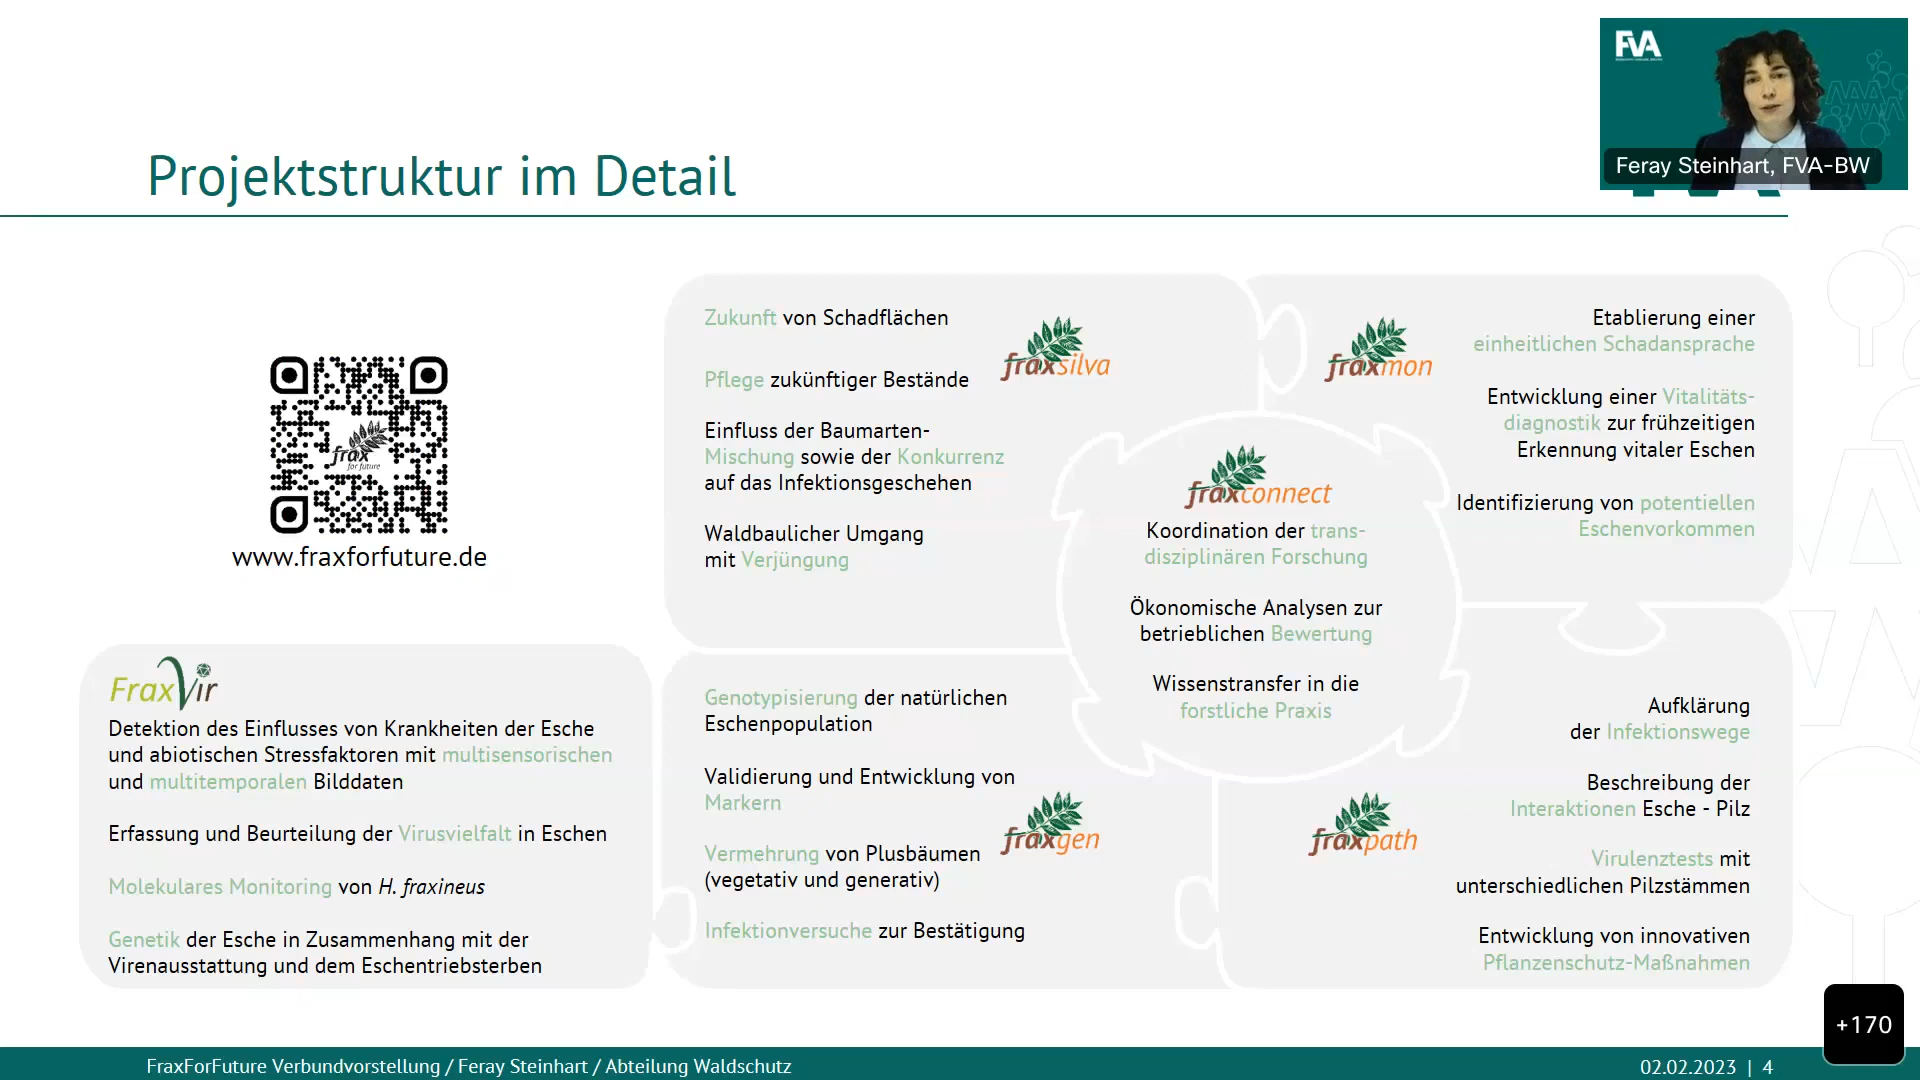 FVA
Feray Steinhart, FVA-BW
Projektstruktur im Detail
frax
for future
www.fraxforfuture.de
FraxVir
Detektion des Einflusses von Krankheiten der Esche
und abiotischen Stressfaktoren mit multisensorischen
und multitemporalen Bilddaten
Erfassung und Beurteilung der Virusvielfalt in Eschen
Molekulares Monitoring von H. fraxineus
Genetik der Esche in Zusammenhang mit der
Virenausstattung und dem Eschentriebsterben
Zukunft von Schadflächen
Pflege zukünftiger Bestände
Einfluss der Baumarten-
Mischung sowie der Konkurrenz
auf das Infektionsgeschehen
Waldbaulicher Umgang
mit Verjüngung
fraxsilva
fraxmon
Etablierung einer
einheitlichen Schadansprache
Entwicklung einer Vitalitäts-
diagnostik zur frühzeitigen
Erkennung vitaler Eschen
Identifizierung von potentiellen
Eschenvorkommen
fraxconnect
Koordination der trans-
disziplinären Forschung
Ökonomische Analysen zur
betrieblichen Bewertung
Wissenstransfer in die
forstliche Praxis
Genotypisierung der natürlichen
Eschenpopulation
Validierung und Entwicklung von
Markern
Vermehrung von Plusbäumen
(vegetativ und generativ)
Infektionversuche zur Bestätigung
fraxgen
fraxpath
Aufklärung
der Infektionswege
Beschreibung der
Interaktionen Esche - Pilz
Virulenztests mit
unterschiedlichen Pilzstämmen
Entwicklung von innovativen
Pflanzenschutz-Maßnahmen
+170
FraxForFuture Verbundvorstellung / Feray Steinhart / Abteilung Waldschutz
02.02.2023 | 4